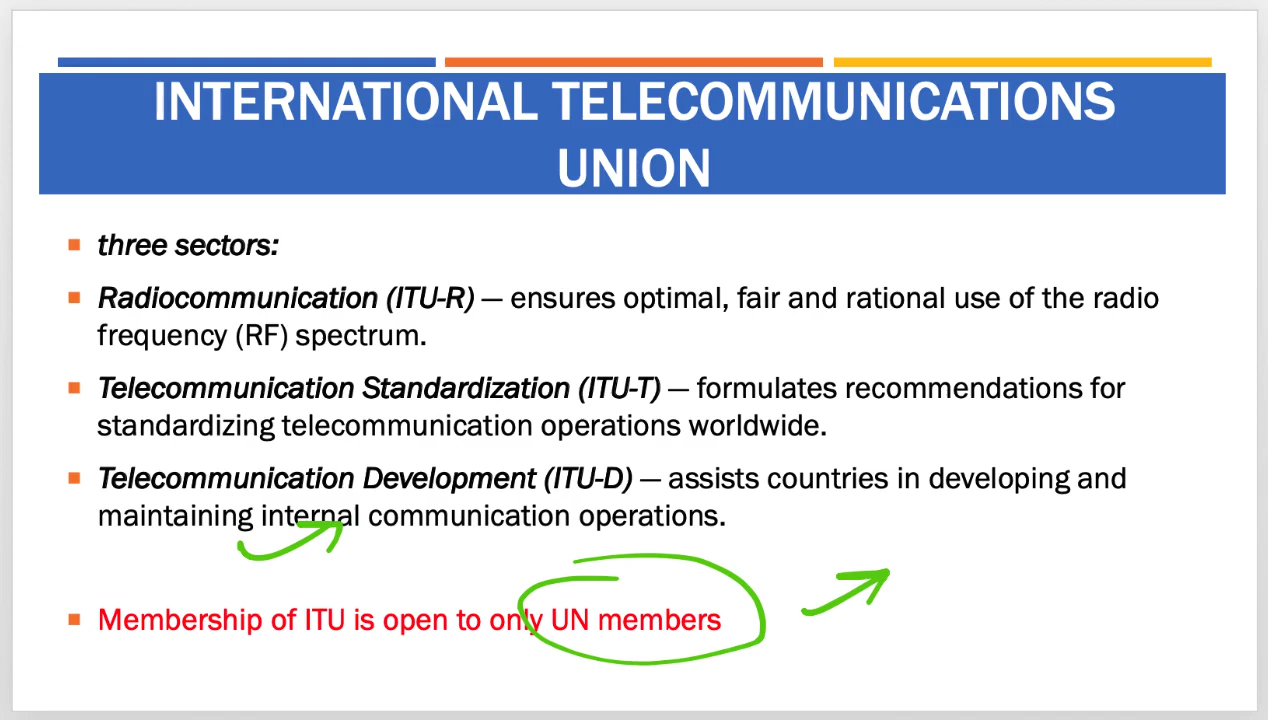 INTERNATIONAL TELECOMMUNICATIONS
UNION
three sectors:
Radiocommunication (ITU-R) — ensures optimal, fair and rational use of the radio
frequency (RF) spectrum.
Telecommunication Standardization (ITU-T) — formulates recommendations for
standardizing telecommunication operations worldwide.
Telecommunication Development (ITU-D) — assists countries in developing and
maintaining internal communication operations.
Membership of ITU is open to only UN members